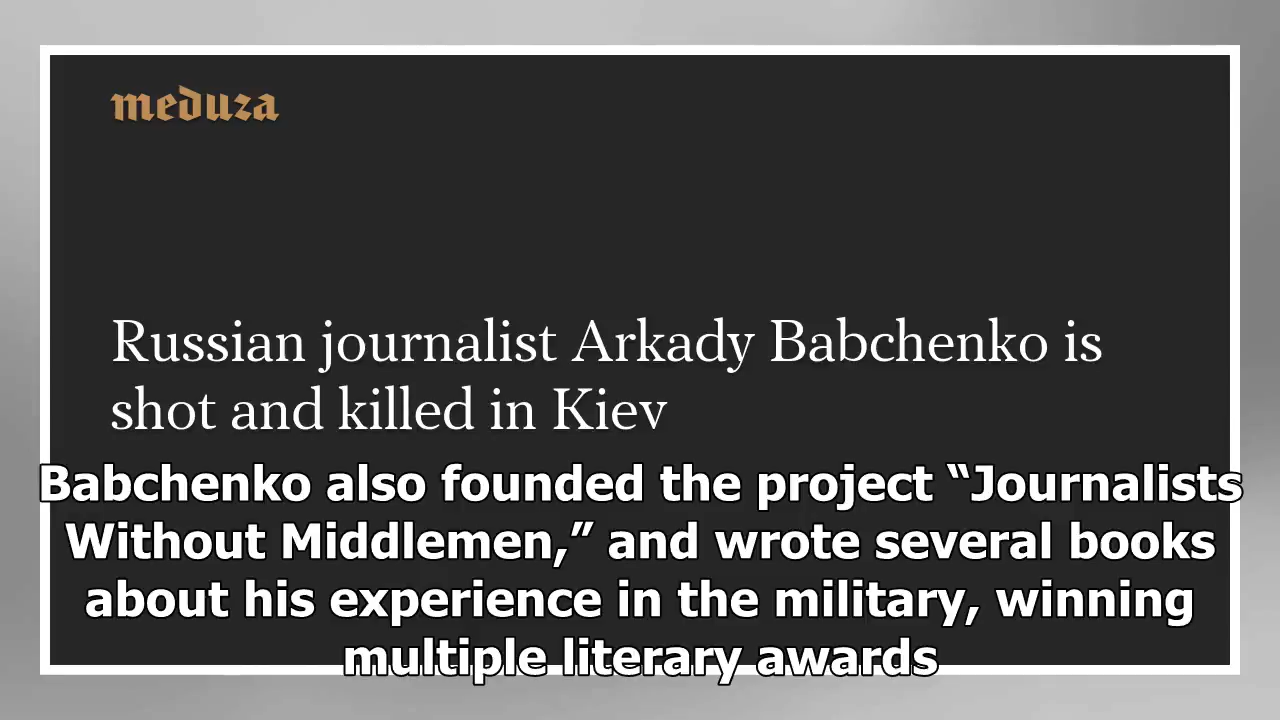 meduza
Russian journalist Arkady Babchenko is
shot and killed in Kiev
Babchenko also founded the project “Journalists
Without Middlemen,” and wrote several books
about his experience in the military, winning
multiple literary awards